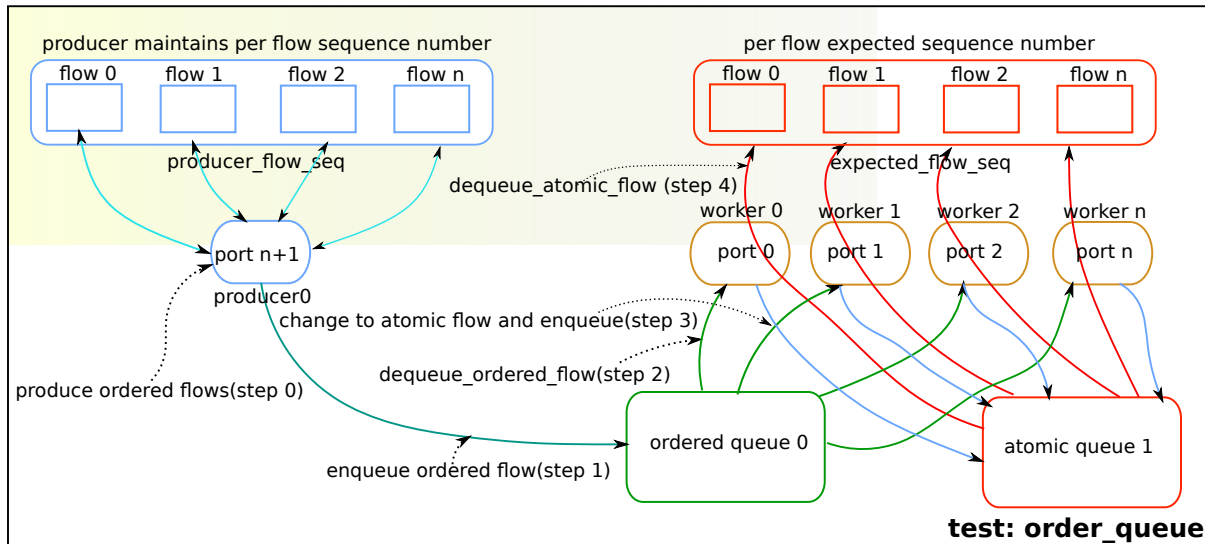 producer maintains per flow sequence number
flow 0
flow 1
flow 2
flow n
producer_flow_seq
per flow expected sequence number
flow 0
flow 1
flow 2
flow n
expected_flow_seq
dequeue_atomic_flow (step 4)
worker 0
worker 1
worker 2
worker n
port n+1
port 0
port 1
port 2
port n
producer0
change to atomic flow and enqueue(step 3)
dequeue_ordered_flow(step 2)
produce ordered flows(step 0)
ordered queue 0
atomic queue 1
enqueue ordered flow(step 1)
test: order_queue